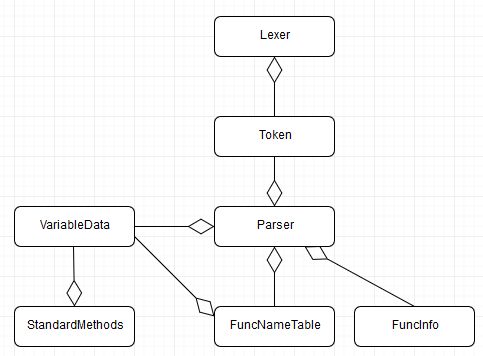 Lexer
Token
VariableData
Parser
StandardMethods
FuncNameTable
FuncInfo